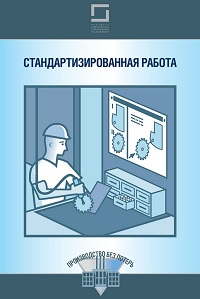 СТАНДАРТИЗИРОВАННАЯ РАБОТА
ПРОИЗВОДСТВО БЕЗ ПОТЕРЬ